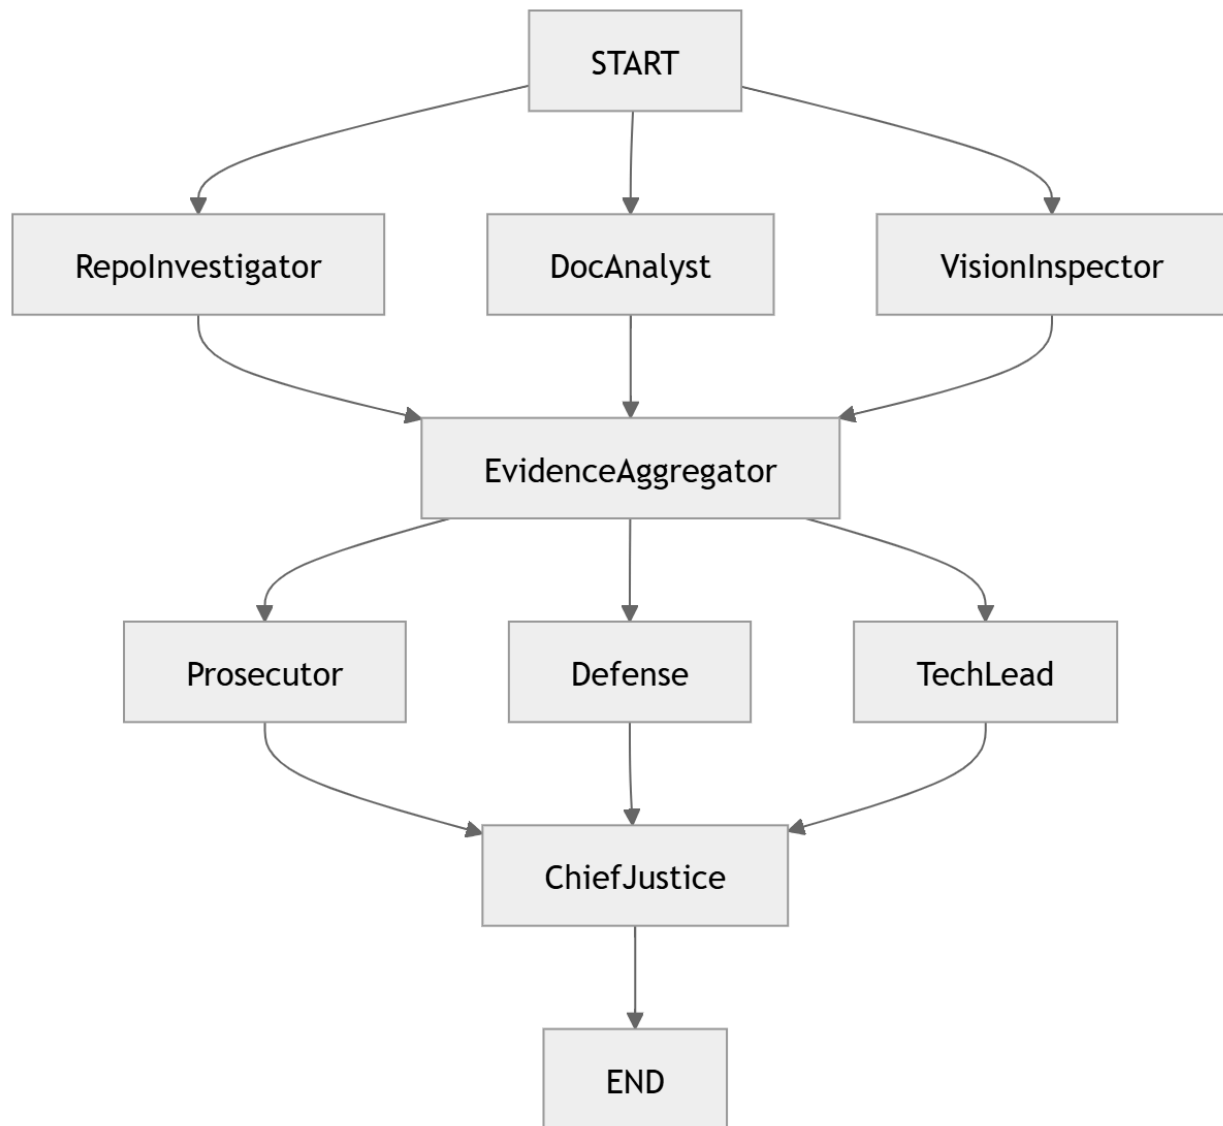 START
RepoInvestigator
DocAnalyst
VisionInspector
EvidenceAggregator
Prosecutor
Defense
TechLead
ChiefJustice
END